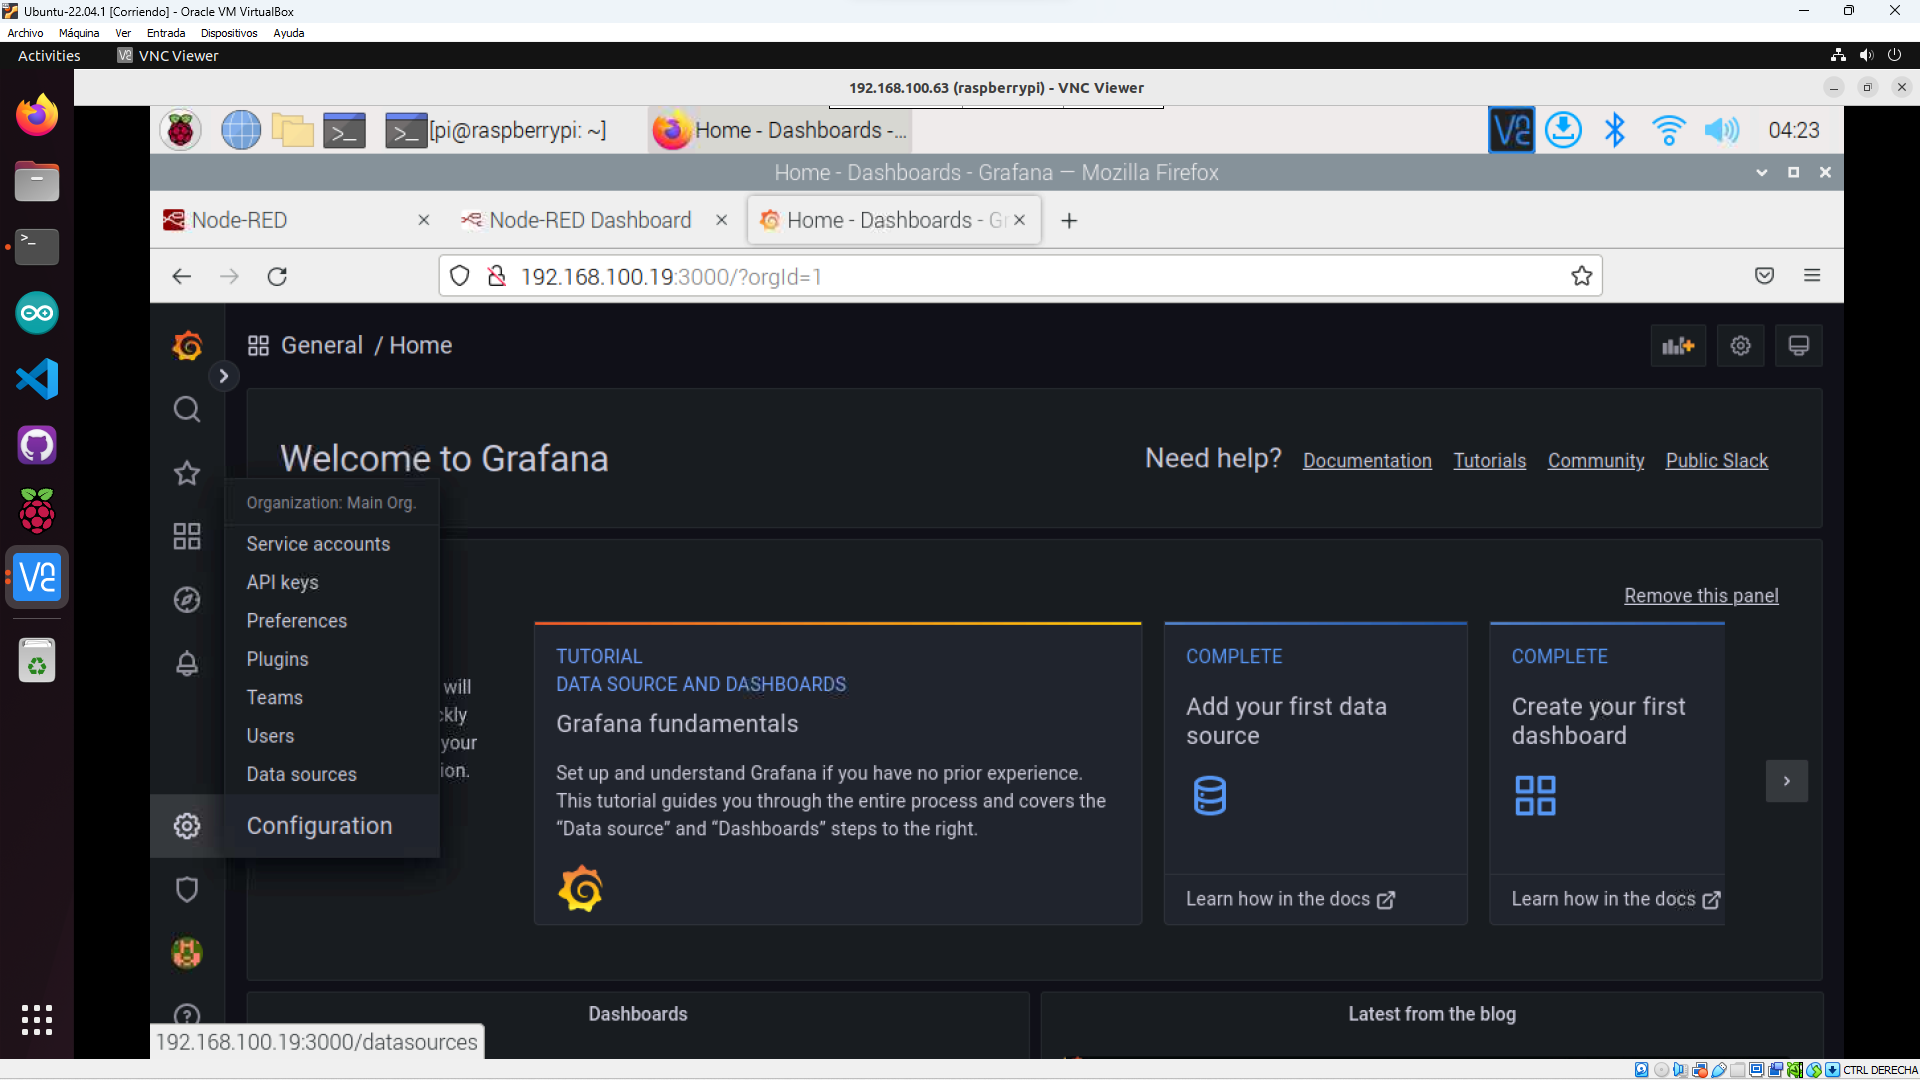 Ubuntu-22.04.1 [Corriendo] - Oracle VM VirtualBox
Archivo Máquina Ver Entrada Dispositivos Ayuda
Activities VNC Viewer
192.168.100.63 (raspberrypi) - VNC Viewer
[pi@raspberrypi: ~] Home - Dashboards -... 04:23
Home - Dashboards - Grafana — Mozilla Firefox
Node-RED Node-RED Dashboard Home - Dashboards - Gr
192.168.100.19:3000/?orgId=1
General / Home
Welcome to Grafana
Need help? Documentation Tutorials Community Public Slack
Organization: Main Org.
Service accounts
API keys
Preferences
Plugins
Teams
Users
Data sources
Configuration
will
ckly
your
ion.
Remove this panel
TUTORIAL
DATA SOURCE AND DASHBOARDS
Grafana fundamentals
Set up and understand Grafana if you have no prior experience.
This tutorial guides you through the entire process and covers the
“Data source” and “Dashboards” steps to the right.
COMPLETE
Add your first data
source
Learn how in the docs
COMPLETE
Create your first
dashboard
Learn how in the docs
Dashboards
Latest from the blog
192.168.100.19:3000/datasources
CTRL DERECHA